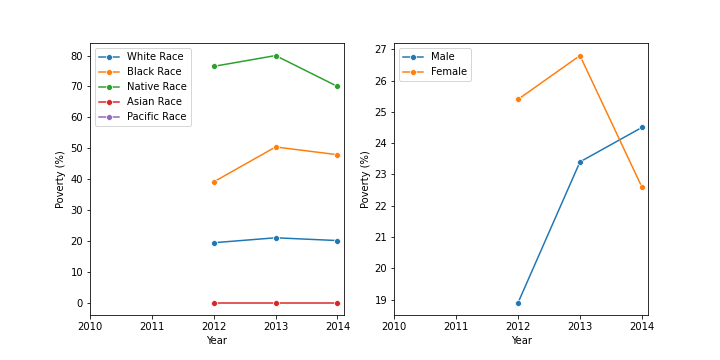 White Race
Black Race
Native Race
Asian Race
Pacific Race
80
70
60
50
40
30
20
10
0
Poverty (%)
2010 2011 2012 2013 2014
Year
Male
Female
27
26
25
24
23
22
21
20
19
Poverty (%)
2010 2011 2012 2013 2014
Year